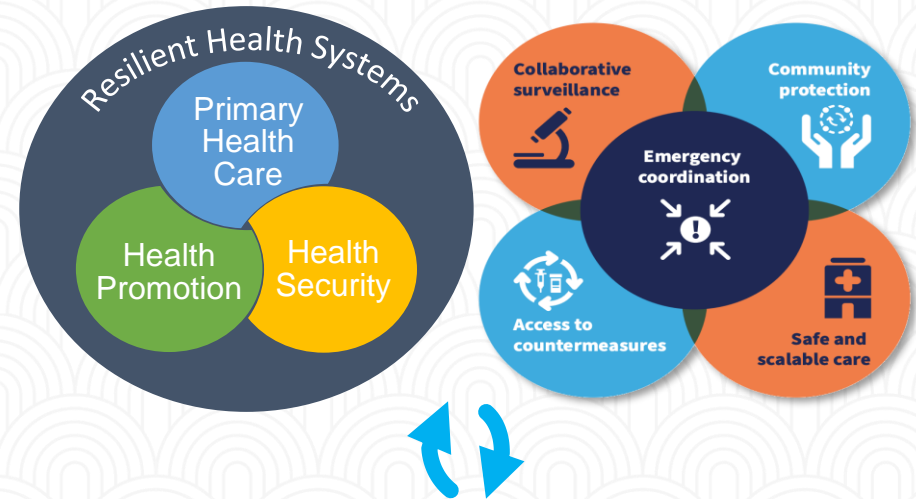 Resilient Health Systems
Primary
Health
Care
Health
Promotion
Health
Security
Collaborative
surveillance
Community
protection
Emergency
coordination
!
Access to
countermeasures
Safe and
scalable care